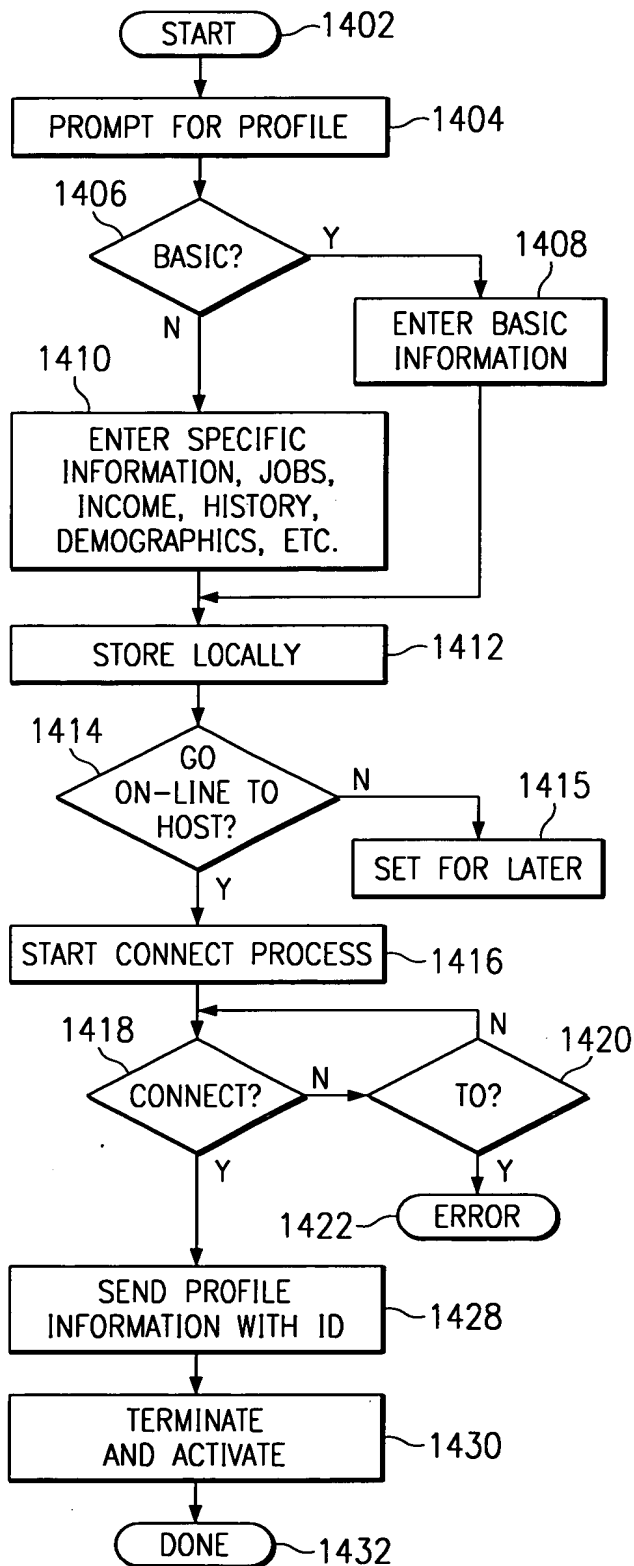 START
1402
PROMPT FOR PROFILE
1404
1406
BASIC?
Y
N
1408
ENTER BASIC
INFORMATION
1410
ENTER SPECIFIC
INFORMATION, JOBS,
INCOME, HISTORY,
DEMOGRAPHICS, ETC.
STORE LOCALLY
1412
1414
GO
ON-LINE TO
HOST?
N
Y
1415
SET FOR LATER
START CONNECT PROCESS
1416
1418
CONNECT?
N
Y
N
1420
TO?
Y
1422
ERROR
SEND PROFILE
INFORMATION WITH ID
1428
TERMINATE
AND ACTIVATE
1430
DONE
1432